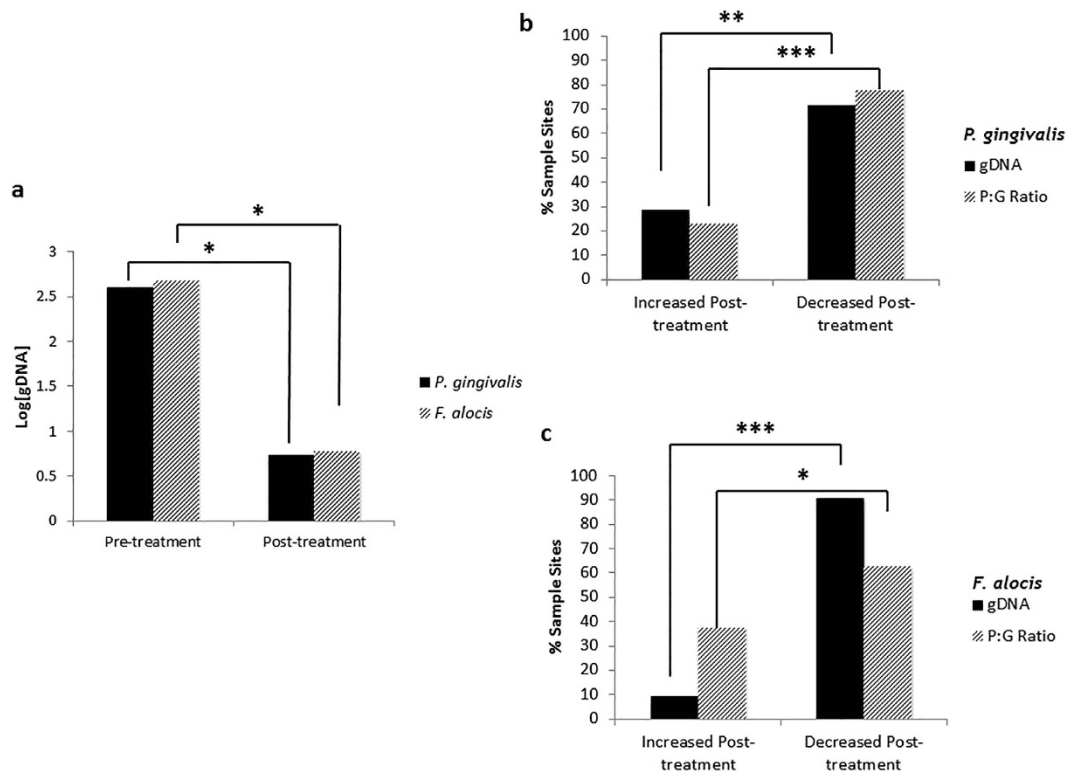 a
*
*
3
2.5
2
1.5
1
0.5
0
Log[gDNA]
Pre-treatment
Post-treatment
P. gingivalis
F. alocis
b
**
***
100
90
80
70
60
50
40
30
20
10
0
% Sample Sites
Increased Post-
treatment
Decreased Post-
treatment
P. gingivalis
gDNA
P:G Ratio
c
***
*
100
90
80
70
60
50
40
30
20
10
0
% Sample Sites
Increased Post-
treatment
Decreased Post-
treatment
F. alocis
gDNA
P:G Ratio